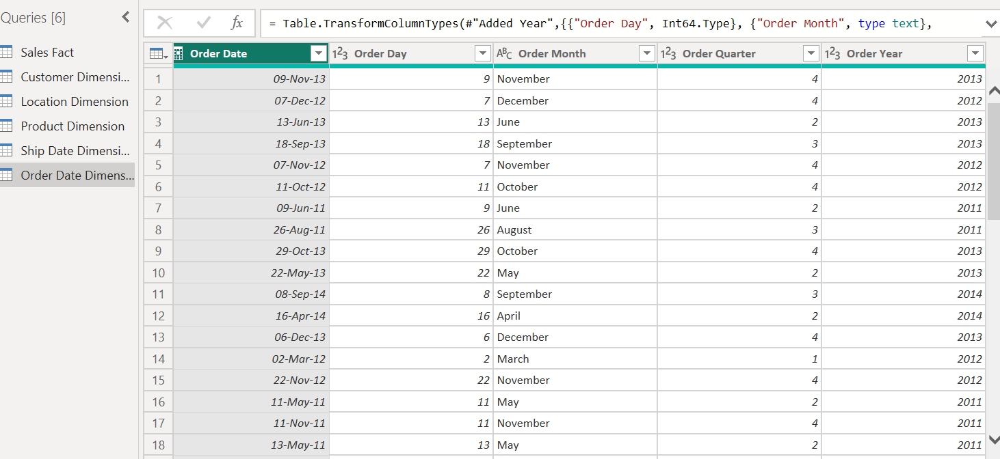 Queries [6]
fx
= Table.TransformColumnTypes(#"Added Year",{{"Order Day", Int64.Type}, {"Order Month", type text},
Sales Fact
Customer Dimensi...
Location Dimension
Product Dimension
Ship Date Dimensi...
Order Date Dimens...
Order Date 123 Order Day ABC Order Month 123 Order Quarter 123 Order Year
1 09-Nov-13 9 November 4 2013
2 07-Dec-12 7 December 4 2012
3 13-Jun-13 13 June 2 2013
4 18-Sep-13 18 September 3 2013
5 07-Nov-12 7 November 4 2012
6 11-Oct-12 11 October 4 2012
7 09-Jun-11 9 June 2 2011
8 26-Aug-11 26 August 3 2011
9 29-Oct-13 29 October 4 2013
10 22-May-13 22 May 2 2013
11 08-Sep-14 8 September 3 2014
12 16-Apr-14 16 April 2 2014
13 06-Dec-13 6 December 4 2013
14 02-Mar-12 2 March 1 2012
15 22-Nov-12 22 November 4 2012
16 11-May-11 11 May 2 2011
17 11-Nov-11 11 November 4 2011
18 13-May-11 13 May 2 2011